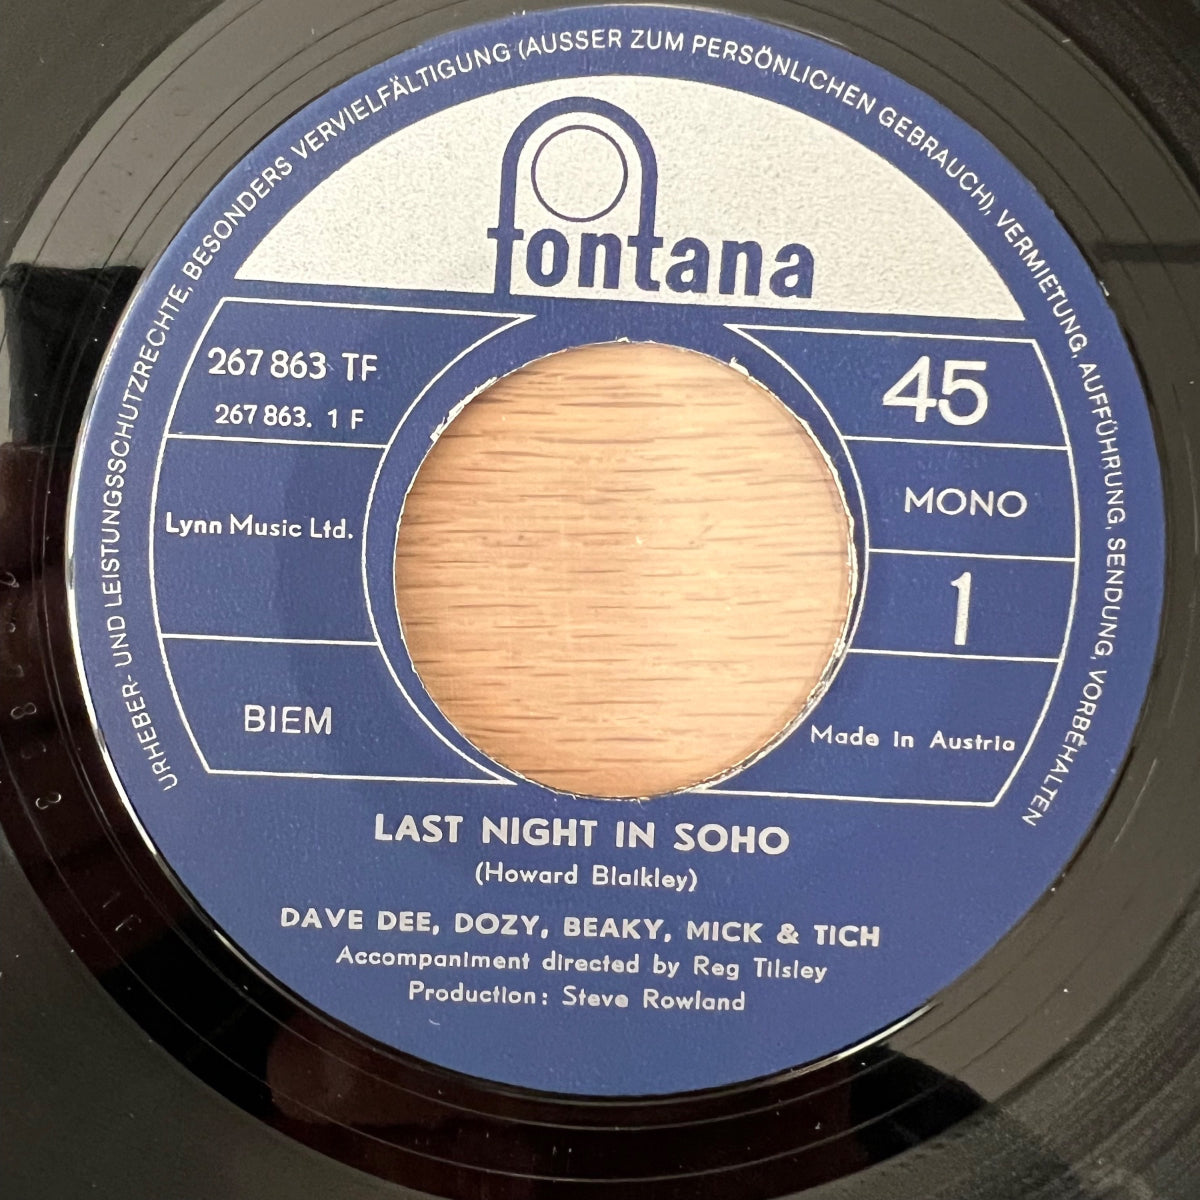 URHEBER- UND LEISTUNGSSCHUTZRECHTE, BESONDERS VERVIELFÄLTIGUNG (AUSSER ZUM PERSÖNLICHEN GEBRAUCH), VERMIETUNG, AUFFÜHRUNG, SENDUNG, VORBEHALTEN
fontana
267 863 TF
267 863. 1 F
Lynn Music Ltd.
BIEM
45
MONO
1
Made in Austria
LAST NIGHT IN SOHO
(Howard Blaikley)
DAVE DEE, DOZY, BEAKY, MICK & TICH
Accompaniment directed by Reg Tilsley
Production: Steve Rowland